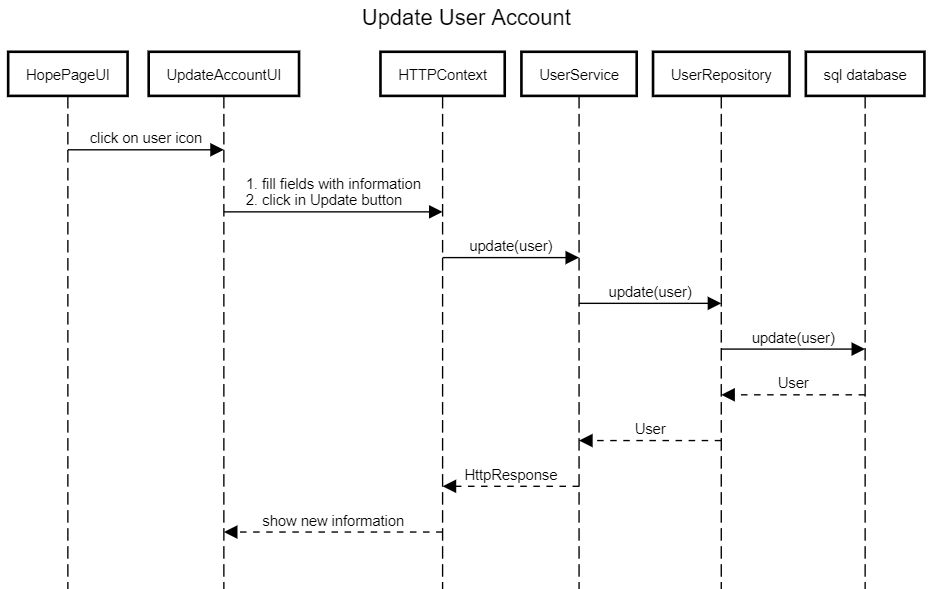 Update User Account
HopePageUI
UpdateAccountUI
HTTPContext
UserService
UserRepository
sql database
click on user icon
1. fill fields with information
2. click in Update button
update(user)
update(user)
update(user)
User
User
HttpResponse
show new information